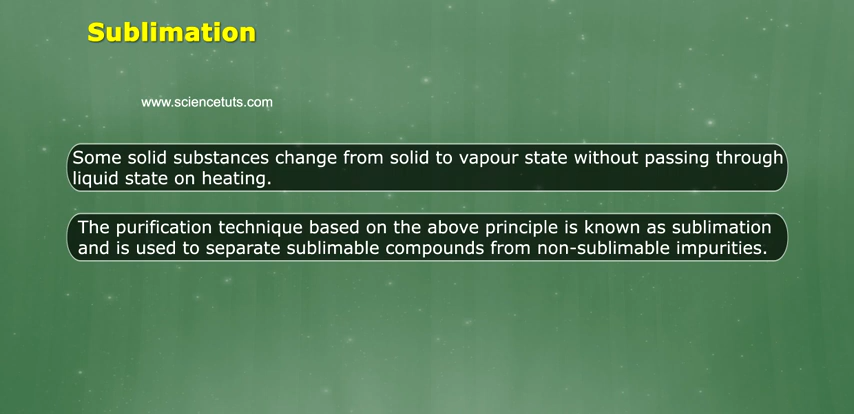 Sublimation
www.sciencetuts.com
Some solid substances change from solid to vapour state without passing through
liquid state on heating.
The purification technique based on the above principle is known as sublimation
and is used to separate sublimable compounds from non-sublimable impurities.